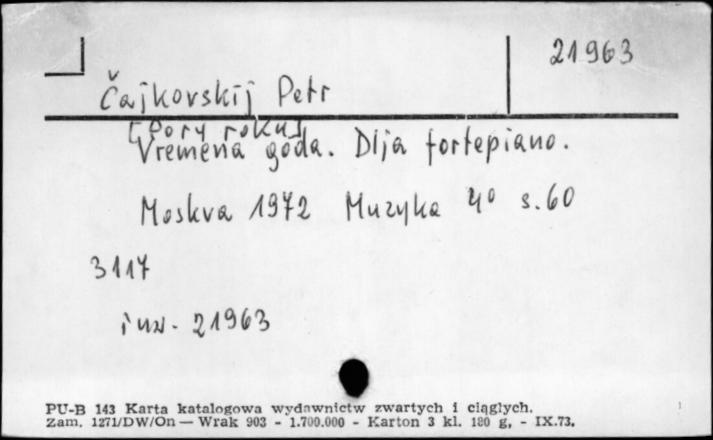 21963
Čajkovskij Petr
[Pory roku]
Vremena goda. Dlja fortepiano.
Moskva 1972 Muzyka 4º s. 60
3117
inw. 21963
PU-B 143 Karta katalogowa wydawnictw zwartych i ciągłych.
Zam. 1271/DW/On — Wrak 903 - 1.700.000 - Karton 3 kl. 180 g, - IX.73.